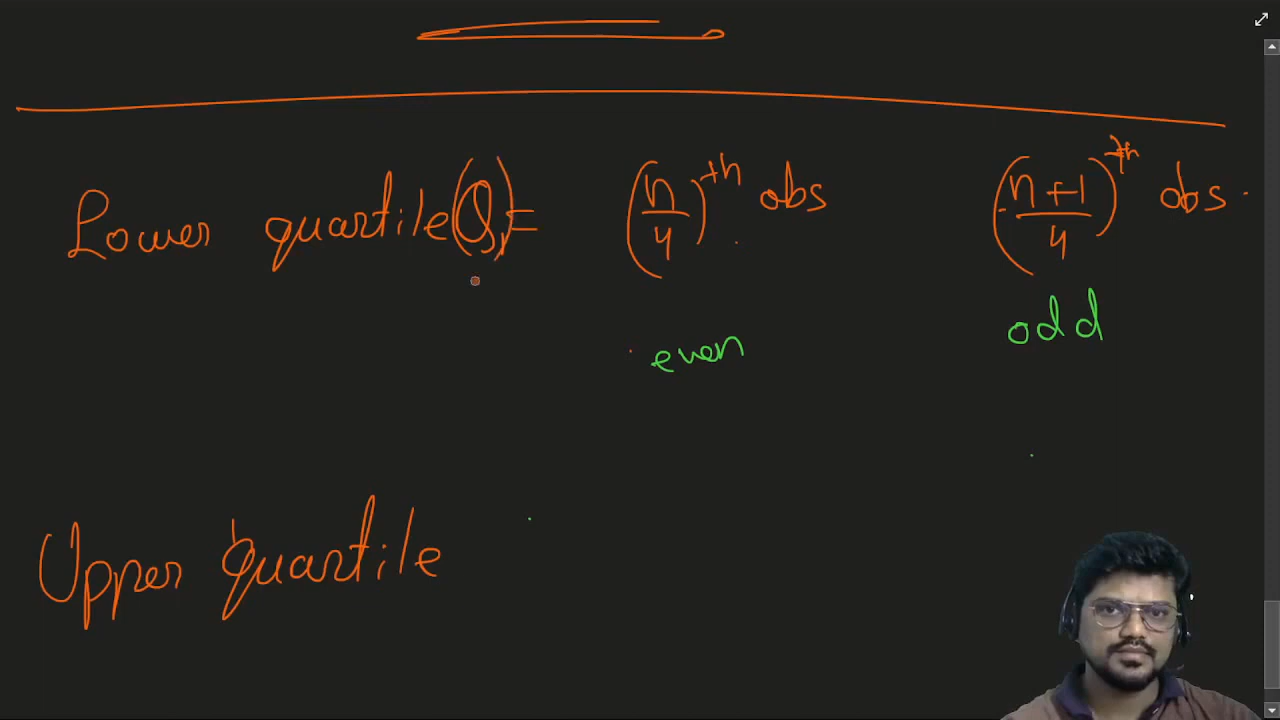 Lower quartile (Q₁) = (n/4)^th obs (n+1/4)^th obs.
even odd
Upper quartile